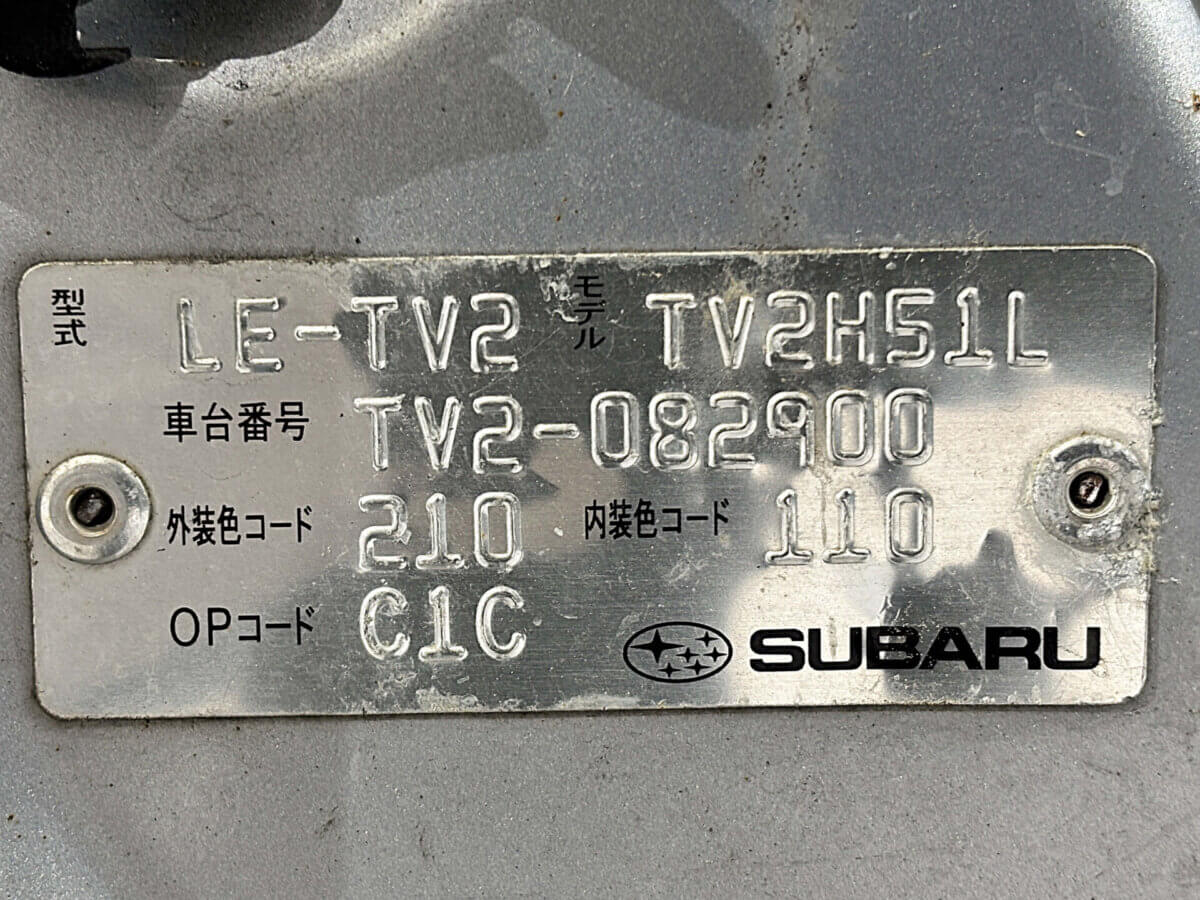 型式 LE-TV2 モデル TV2H51L
車台番号 TV2-082900
外装色コード 210 内装色コード 110
OPコード C1C
SUBARU